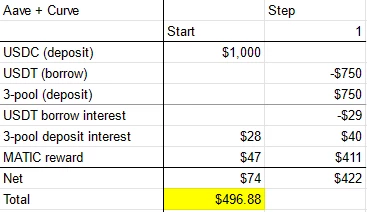 Aave + Curve Step
Start 1
USDC (deposit) $1,000
USDT (borrow) -$750
3-pool (deposit) $750
USDT borrow interest -$29
3-pool deposit interest $28 $40
MATIC reward $47 $411
Net $74 $422
Total $496.88